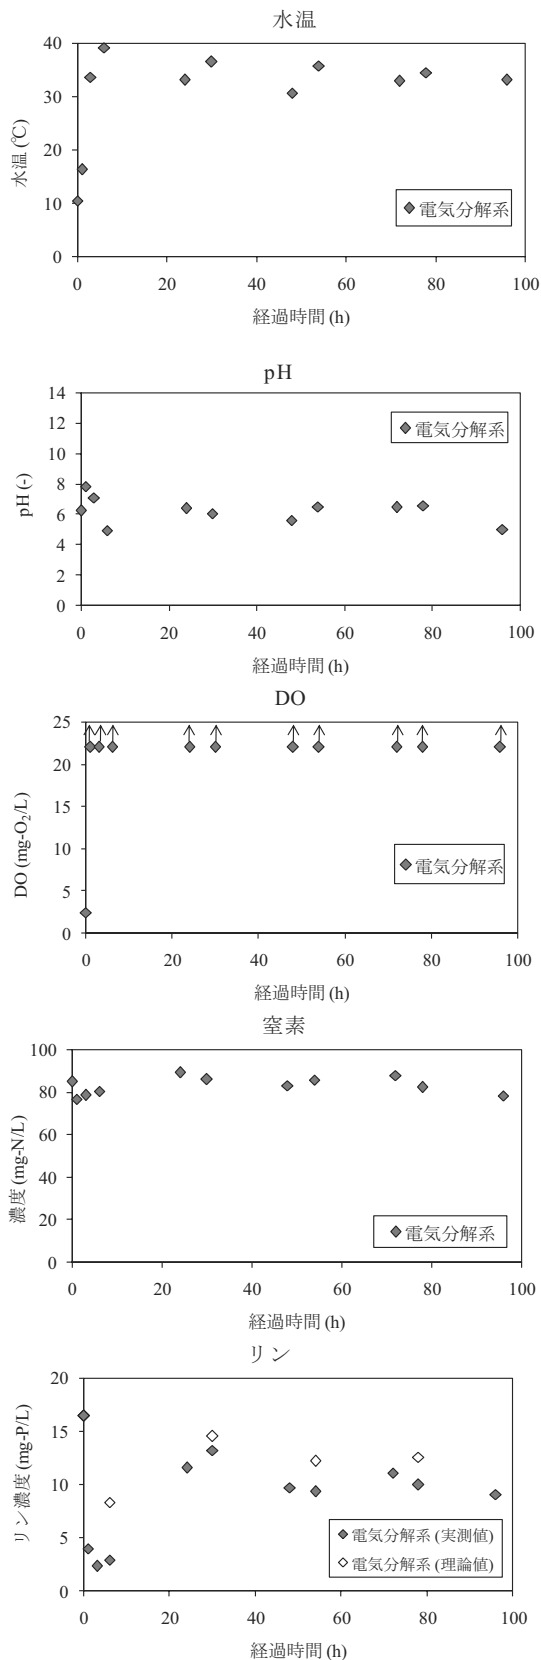 水温
40
30
20
10
0
0 20 40 60 80 100
水温 (℃)
経過時間 (h)
電気分解系
pH
14
12
10
8
6
4
2
0
0 20 40 60 80 100
pH (-)
経過時間 (h)
電気分解系
DO
25
20
15
10
5
0
0 20 40 60 80 100
DO (mg-O₂/L)
経過時間 (h)
電気分解系
窒素
100
80
60
40
20
0
0 20 40 60 80 100
濃度 (mg-N/L)
経過時間 (h)
電気分解系
リン
20
15
10
5
0
0 20 40 60 80 100
リン濃度 (mg-P/L)
経過時間 (h)
電気分解系 (実測値)
電気分解系 (理論値)